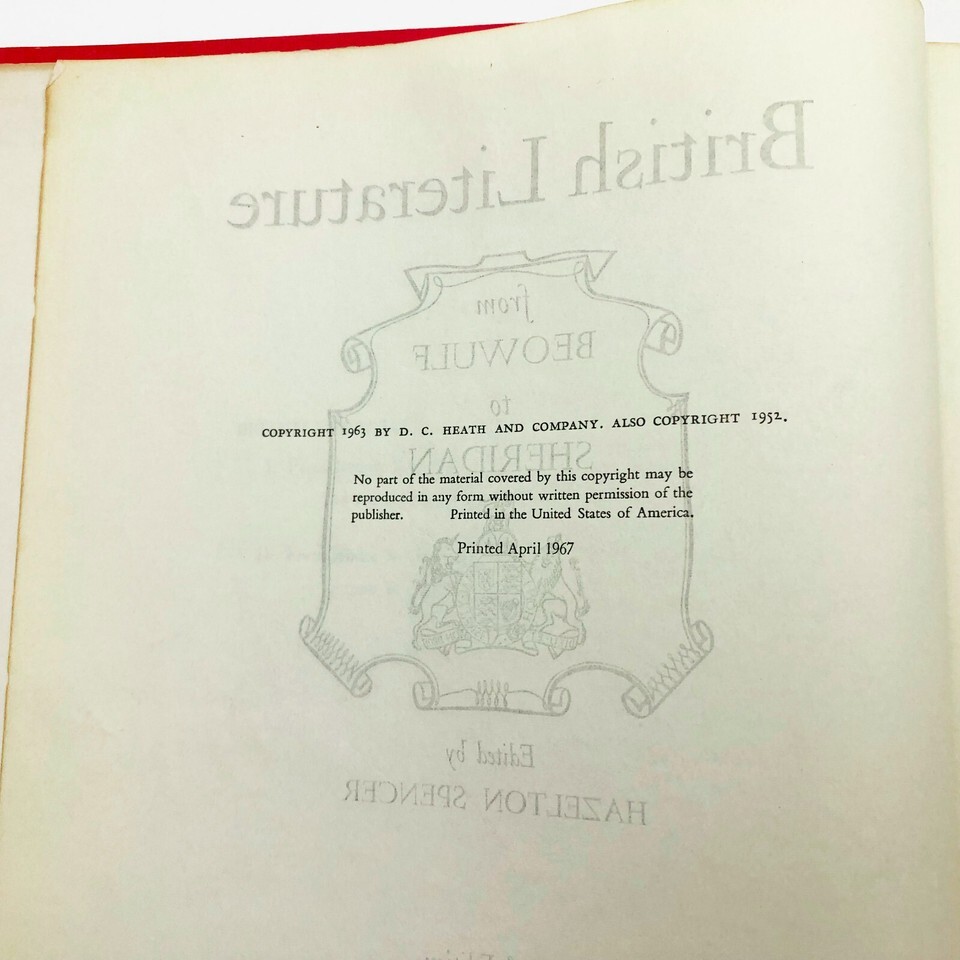 British Literature
from
BEOWULF
to
COPYRIGHT 1963 BY D. C. HEATH AND COMPANY. ALSO COPYRIGHT 1952.
SHERIDAN
No part of the material covered by this copyright may be
reproduced in any form without written permission of the
publisher. Printed in the United States of America.
Printed April 1967
Edited by
HAZELTON SPENCER